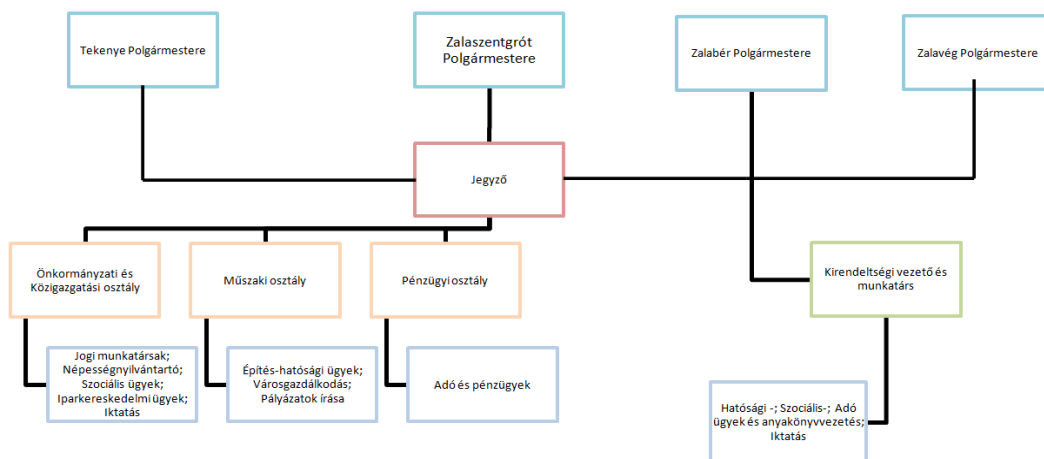 Tekenye Polgármestere
Zalaszentgrót
Polgármestere
Zalabér Polgármestere
Zalavég Polgármestere
Jegyző
Önkormányzati és
Közigazgatási osztály
Műszaki osztály
Pénzügyi osztály
Kirendeltségi vezető és
munkatárs
Jogi munkatársak;
Népességnyilvántartó;
Szociális ügyek;
Iparkereskedelmi ügyek;
Iktatás
Építés-hatósági ügyek;
Városgazdálkodás;
Pályázatok írása
Adó és pénzügyek
Hatósági -; Szociális-; Adó
ügyek és anyakönyvvezetés;
Iktatás